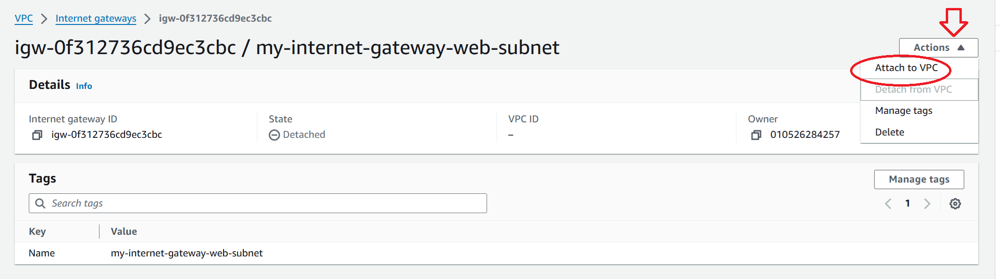 VPC > Internet gateways > igw-0f312736cd9ec3cbc
igw-0f312736cd9ec3cbc / my-internet-gateway-web-subnet
Actions
Attach to VPC
Detach from VPC
Manage tags
Delete
Details Info
Internet gateway ID
igw-0f312736cd9ec3cbc
State
Detached
VPC ID
–
Owner
010526284257
Tags
Manage tags
Search tags
1
Key Value
Name my-internet-gateway-web-subnet